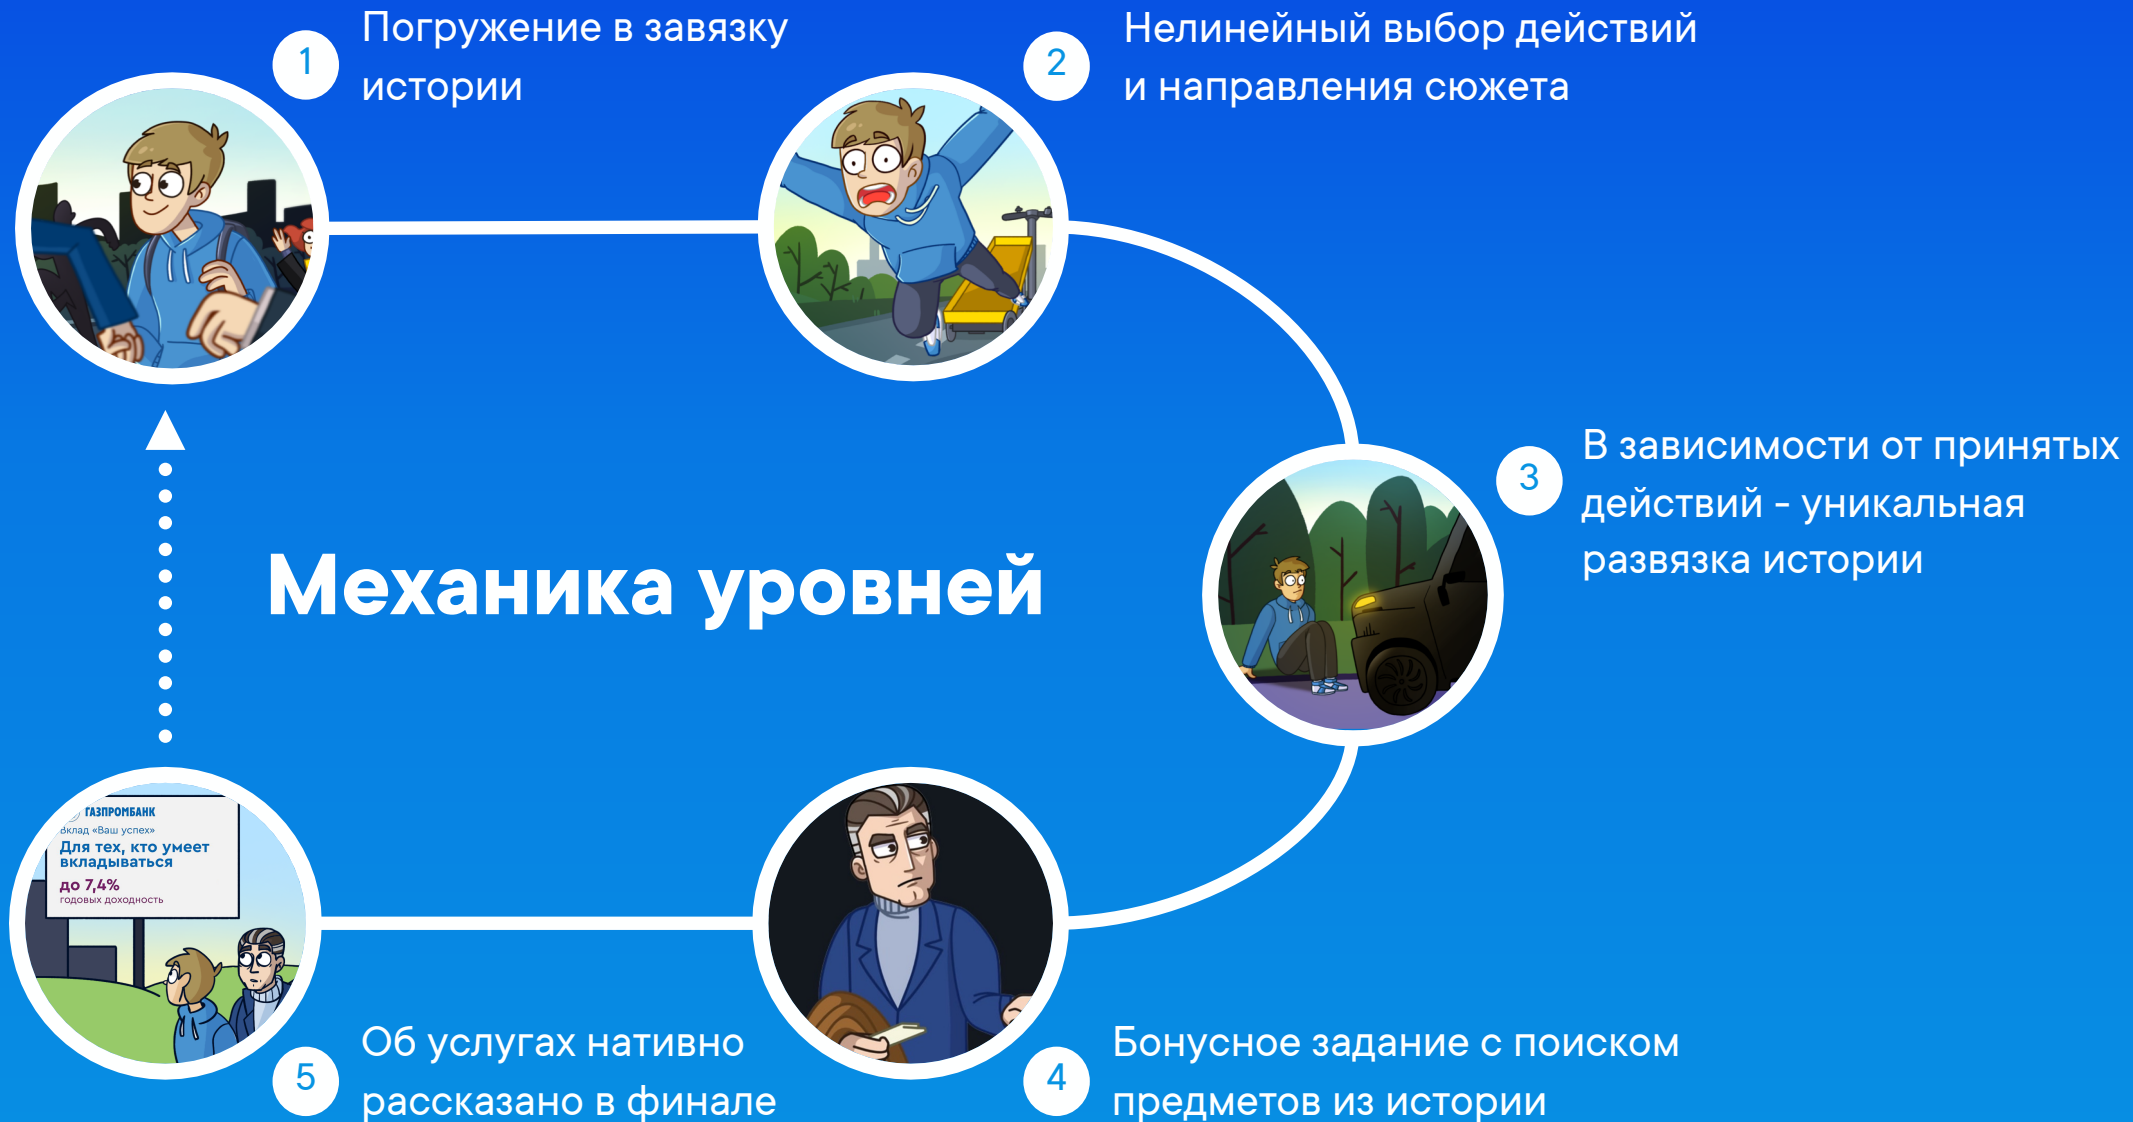 1
Погружение в завязку
истории
2
Нелинейный выбор действий
и направления сюжета
3
В зависимости от принятых
действий - уникальная
развязка истории
Механика уровней
ГАЗПРОМБАНК
Вклад «Ваш успех»
Для тех, кто умеет
вкладываться
до 7,4%
годовых доходность
4
Бонусное задание с поиском
предметов из истории
5
Об услугах нативно
рассказано в финале